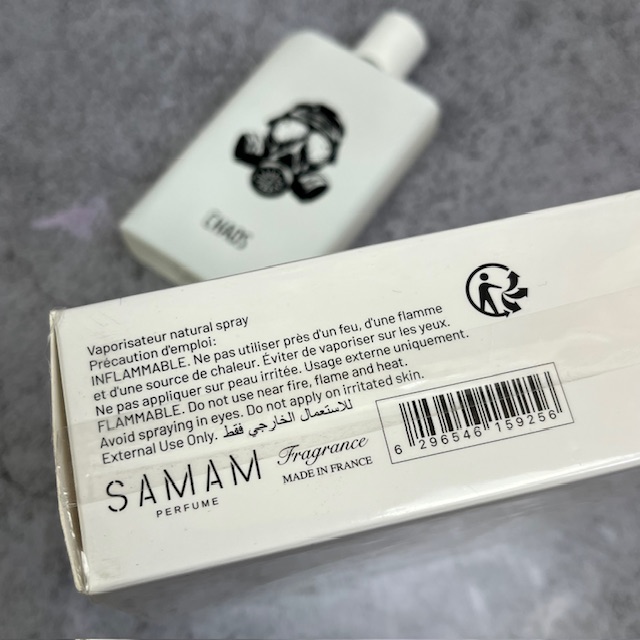 CHAOS
Vaporisateur natural spray
Précaution d'emploi:
INFLAMMABLE. Ne pas utiliser près d'un feu, d'une flamme
et d'une source de chaleur. Éviter de vaporiser sur les yeux.
Ne pas appliquer sur peau irritée. Usage externe uniquement.
FLAMMABLE. Do not use near fire, flame and heat.
Avoid spraying in eyes. Do not apply on irritated skin.
External Use Only. للاستعمال الخارجي فقط
SAMAM
PERFUME
Fragrance
MADE IN FRANCE
6 296546 159256